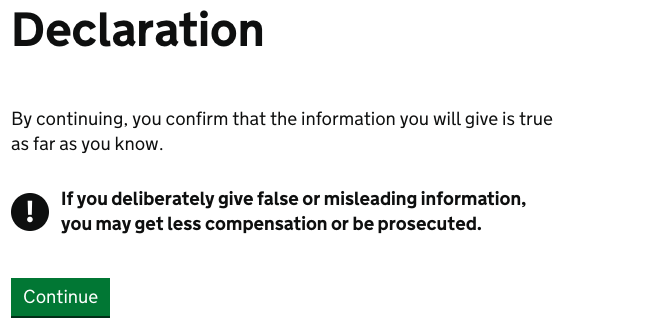 Declaration
By continuing, you confirm that the information you will give is true
as far as you know.
If you deliberately give false or misleading information,
you may get less compensation or be prosecuted.
Continue